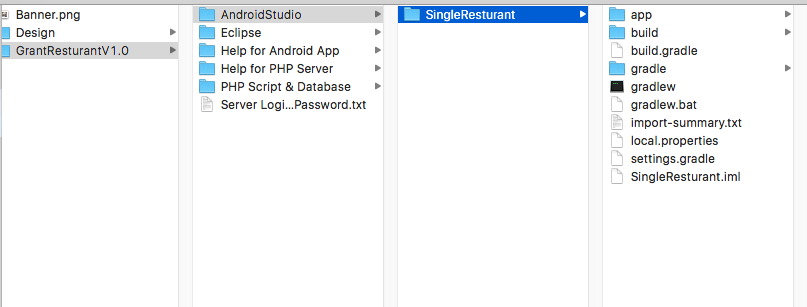 Banner.png
Design
GrantResturantV1.0
AndroidStudio
Eclipse
Help for Android App
Help for PHP Server
PHP Script & Database
Server Logi...Password.txt
SingleResturant
app
build
build.gradle
gradle
gradlew
gradlew.bat
import-summary.txt
local.properties
settings.gradle
SingleResturant.iml